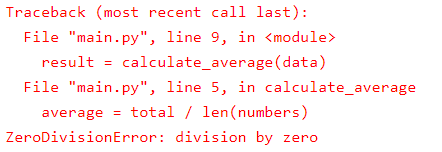 Traceback (most recent call last):
  File "main.py", line 9, in <module>
    result = calculate_average(data)
  File "main.py", line 5, in calculate_average
    average = total / len(numbers)
ZeroDivisionError: division by zero